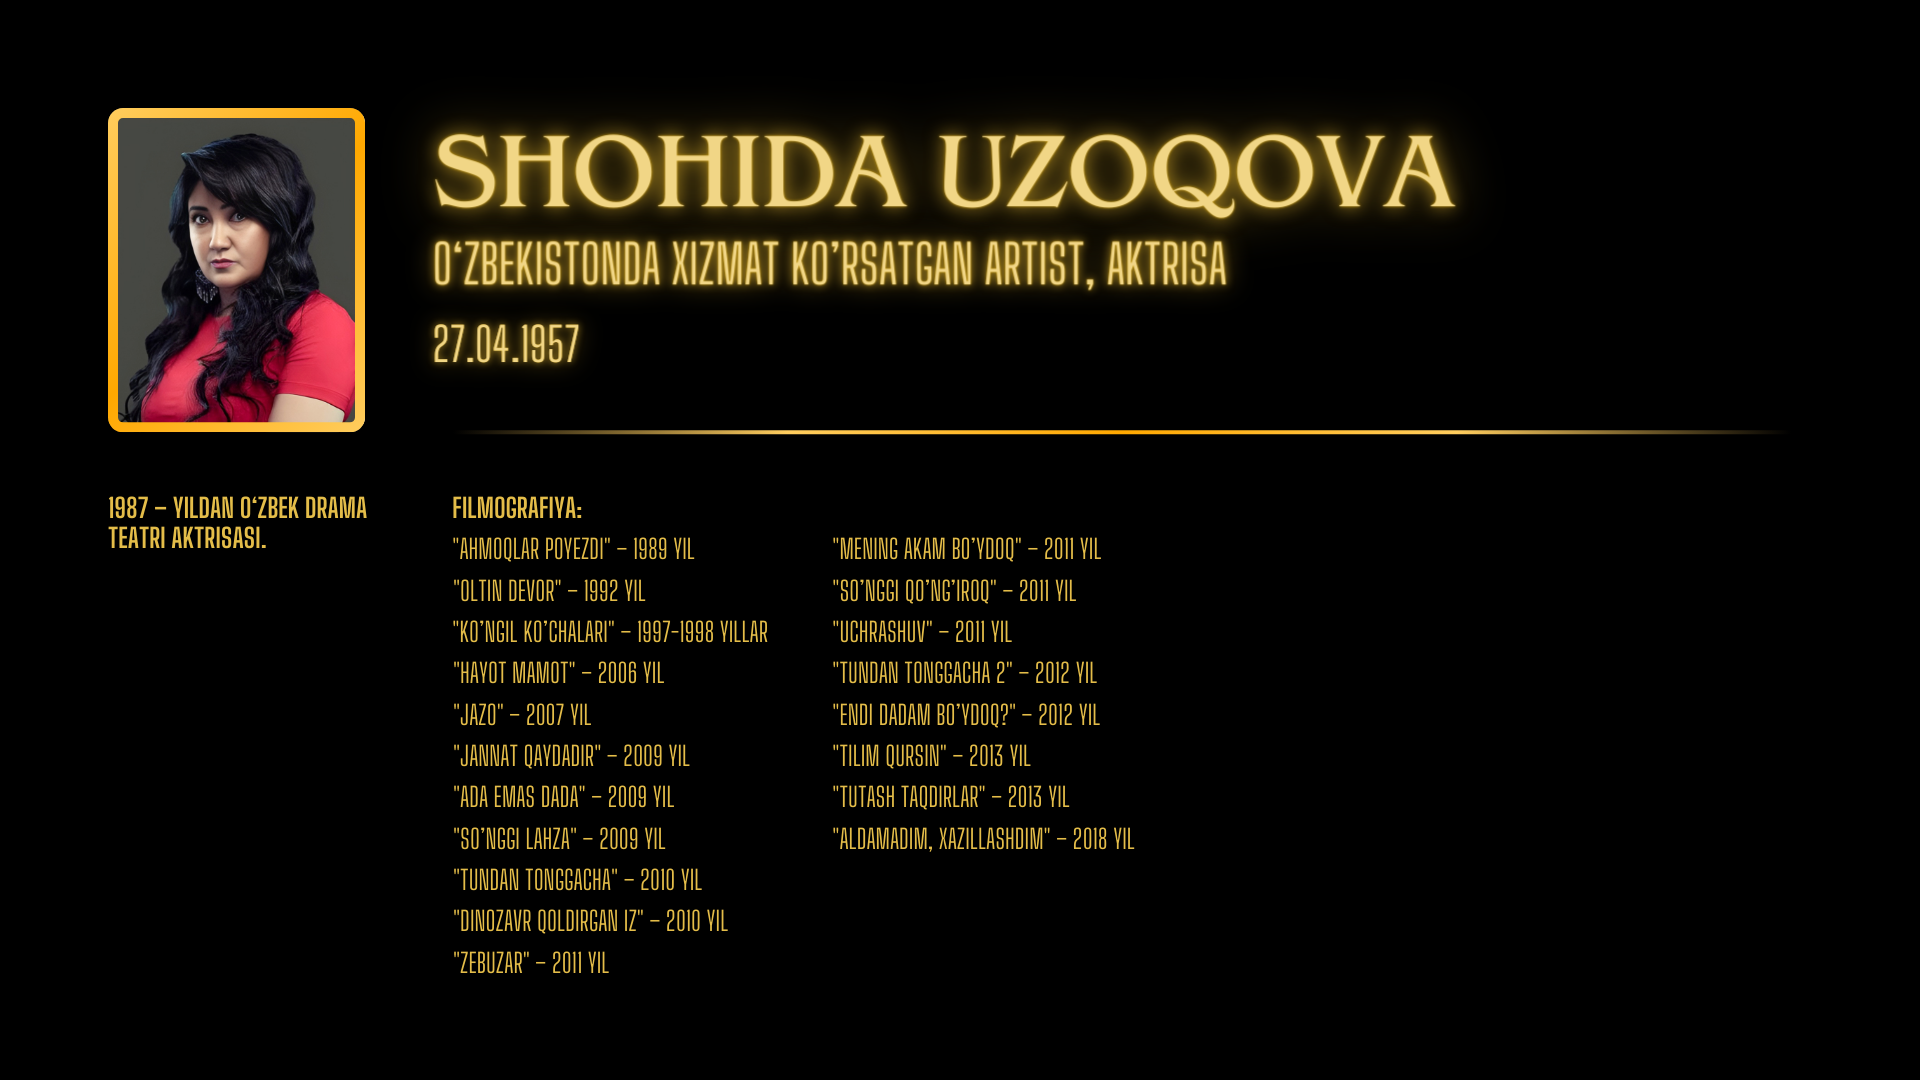 SHOHIDA UZOQOVA
O‘ZBEKISTONDA XIZMAT KO’RSATGAN ARTIST, AKTRISA
27.04.1957
1987 – YILDAN O‘ZBEK DRAMA
TEATRI AKTRISASI.
FILMOGRAFIYA:
"AHMOQLAR POYEZDI" – 1989 YIL
"OLTIN DEVOR" – 1992 YIL
"KO’NGIL KO’CHALARI" – 1997-1998 YILLAR
"HAYOT MAMOT" – 2006 YIL
"JAZO" – 2007 YIL
"JANNAT QAYDADIR" – 2009 YIL
"ADA EMAS DADA" – 2009 YIL
"SO’NGGI LAHZA" – 2009 YIL
"TUNDAN TONGGACHA" – 2010 YIL
"DINOZAVR QOLDIRGAN IZ" – 2010 YIL
"ZEBUZAR" – 2011 YIL
"MENING AKAM BO’YDOQ" – 2011 YIL
"SO’NGGI QO’NG’IROQ" – 2011 YIL
"UCHRASHUV" – 2011 YIL
"TUNDAN TONGGACHA 2" – 2012 YIL
"ENDI DADAM BO’YDOQ?" – 2012 YIL
"TILIM QURSIN" – 2013 YIL
"TUTASH TAQDIRLAR" – 2013 YIL
"ALDAMADIM, XAZILLASHDIM" – 2018 YIL